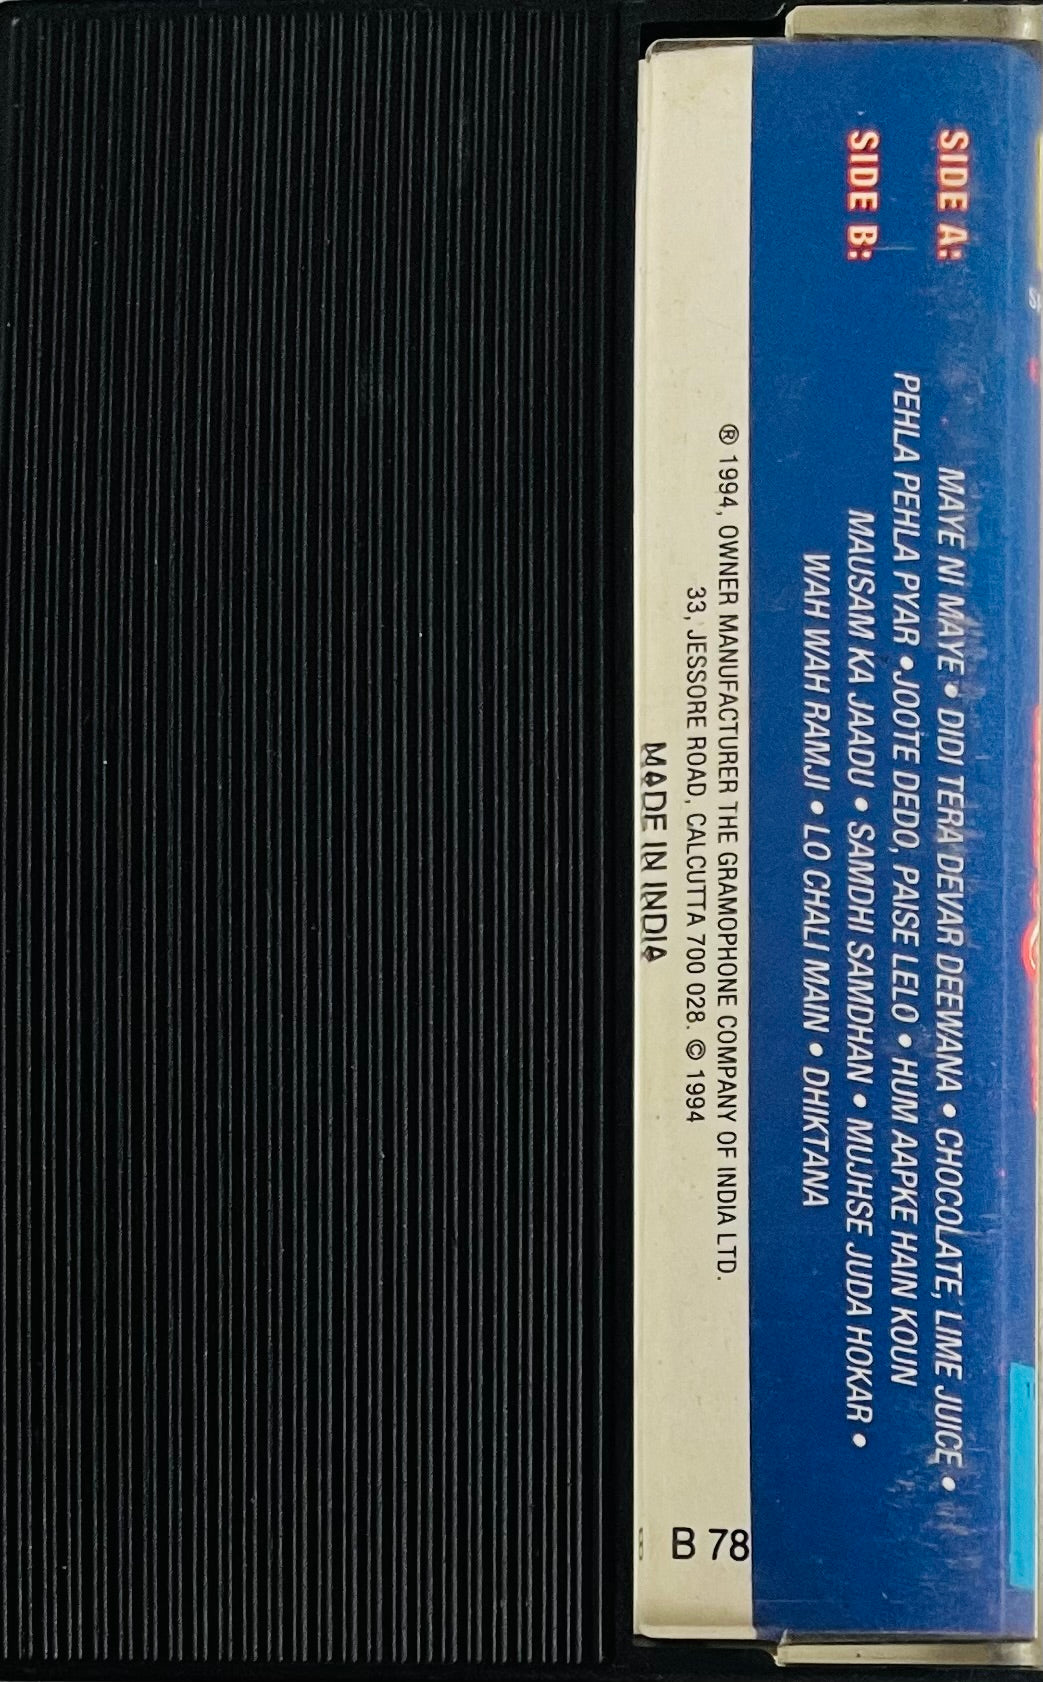 SIDE A: MAYE NI MAYE • DIDI TERA DEVAR DEEWANA • CHOCOLATE, LIME JUICE •
PEHLA PEHLA PYAR • JOOTE DEDO, PAISE LELO • HUM AAPKE HAIN KOUN
SIDE B: MAUSAM KA JAADU • SAMDHI SAMDHAN • MUJHSE JUDA HOKAR •
WAH WAH RAMJI • LO CHALI MAIN • DHIKTANA
® 1994, OWNER MANUFACTURER THE GRAMOPHONE COMPANY OF INDIA LTD.
33, JESSORE ROAD, CALCUTTA 700 028. © 1994
MADE IN INDIA
B 78